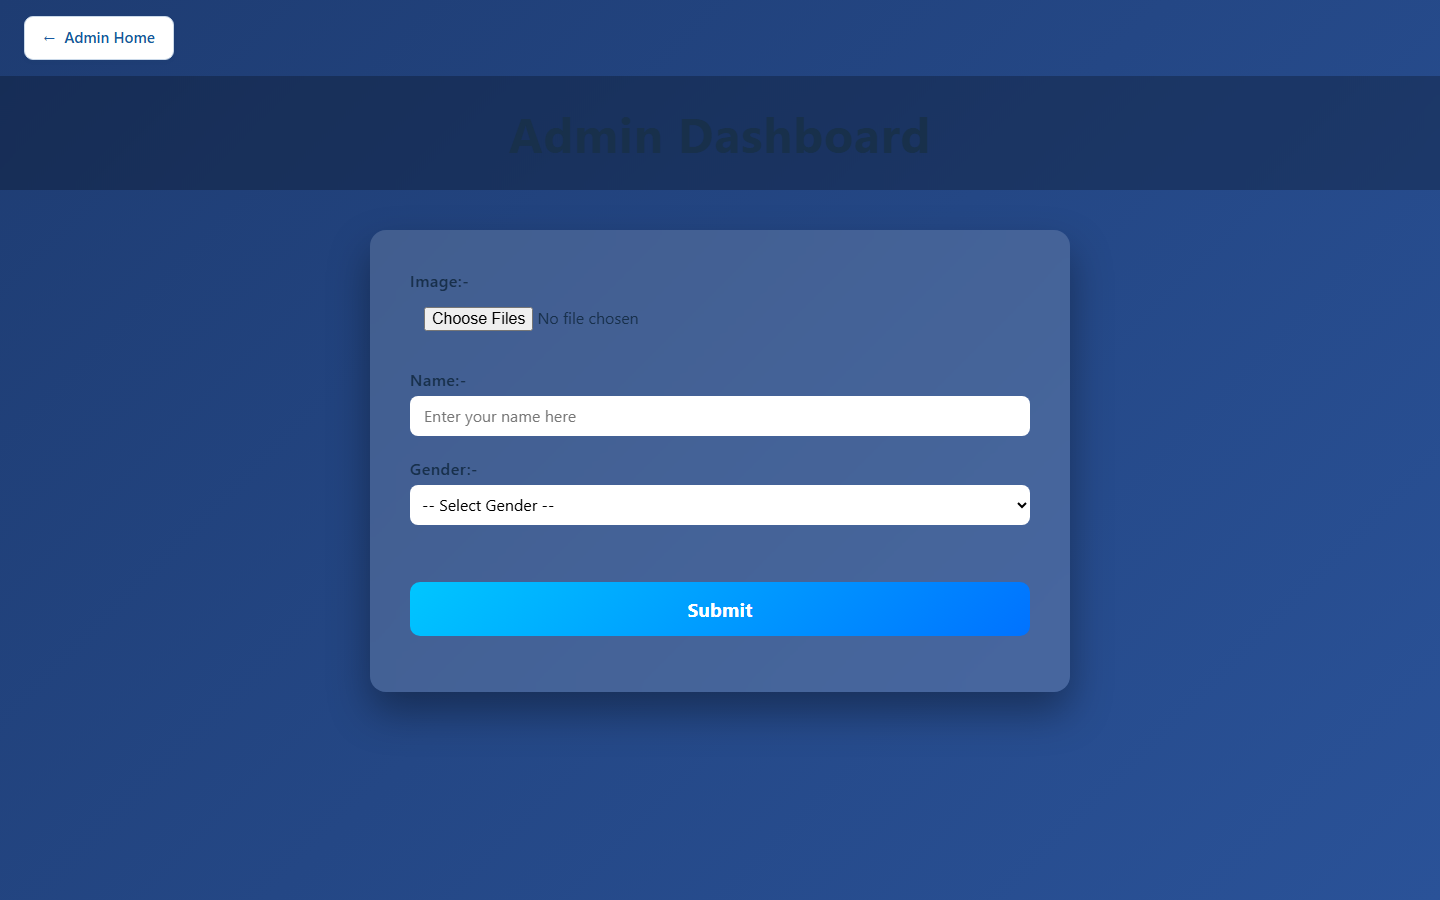 ← Admin Home
Admin Dashboard
Image:-
Choose Files No file chosen
Name:-
Enter your name here
Gender:-
-- Select Gender --
Submit